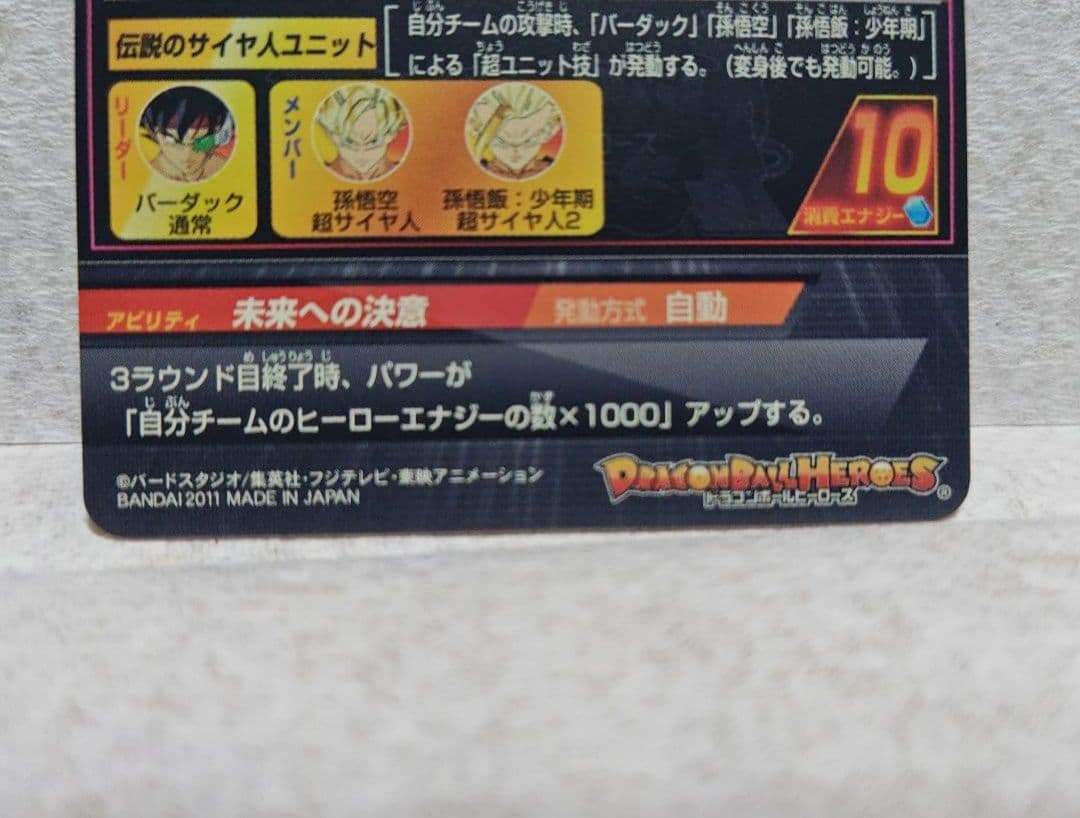 伝説のサイヤ人ユニット
自分チームの攻撃時、「バーダック」「孫悟空」「孫悟飯：少年期」
による「超ユニット技」が発動する。（変身後でも発動可能。）
リーダー
バーダック
通常
メンバー
孫悟空
超サイヤ人
孫悟飯：少年期
超サイヤ人2
10
消費エナジー
アビリティ 未来への決意 発動方式 自動
3ラウンド目終了時、パワーが
「自分チームのヒーローエナジーの数×1000」アップする。
©バードスタジオ/集英社・フジテレビ・東映アニメーション
BANDAI 2011 MADE IN JAPAN
DRAGONBALL HEROES®
ドラゴンボールヒーローズ